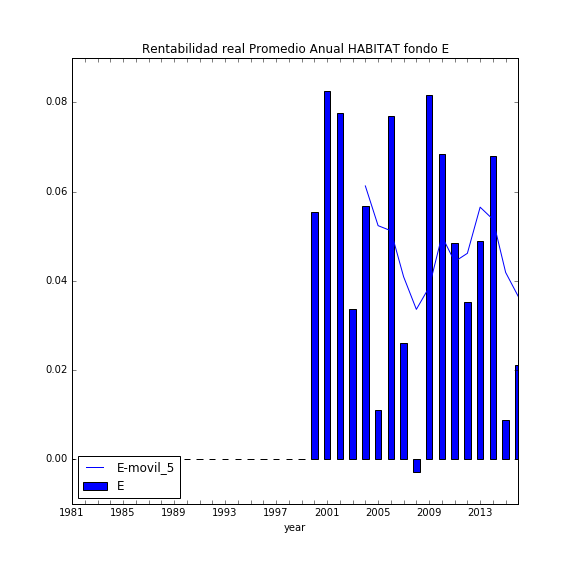 Rentabilidad real Promedio Anual HABITAT fondo E
0.08
0.06
0.04
0.02
0.00
E-movil_5
E
1981 1985 1989 1993 1997 2001 2005 2009 2013
year